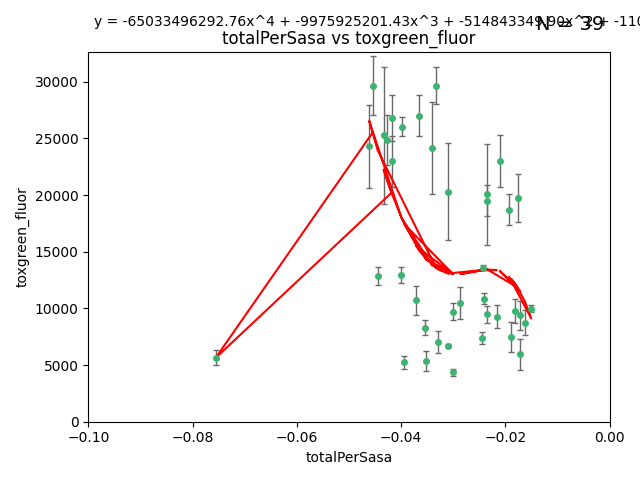 y = -65033496292.76x^4 + -9975925201.43x^3 + -514843349.90x^2 + -110
N = 39
totalPerSasa vs toxgreen_fluor
30000
25000
20000
15000
10000
5000
0
toxgreen_fluor
−0.10 −0.08 −0.06 −0.04 −0.02 0.00
totalPerSasa